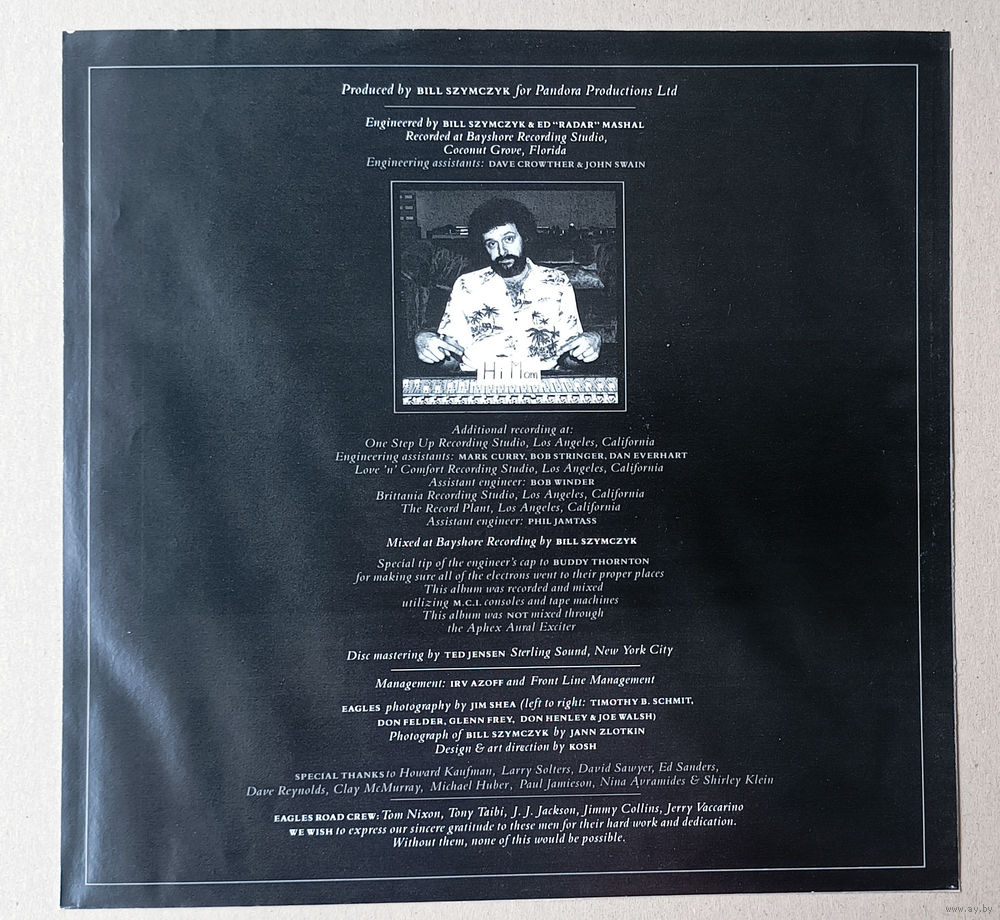 Produced by BILL SZYMCZYK for Pandora Productions Ltd
Engineered by BILL SZYMCZYK & ED "RADAR" MASHAL
Recorded at Bayshore Recording Studio,
Coconut Grove, Florida
Engineering assistants: DAVE CROWTHER & JOHN SWAIN
Hi Mom
Additional recording at:
One Step Up Recording Studio, Los Angeles, California
Engineering assistants: MARK CURRY, BOB STRINGER, DAN EVERHART
Love 'n' Comfort Recording Studio, Los Angeles, California
Assistant engineer: BOB WINDER
Brittania Recording Studio, Los Angeles, California
The Record Plant, Los Angeles, California
Assistant engineer: PHIL JAMTASS
Mixed at Bayshore Recording by BILL SZYMCZYK
Special tip of the engineer's cap to BUDDY THORNTON
for making sure all of the electrons went to their proper places
This album was recorded and mixed
utilizing M.C.I. consoles and tape machines
This album was NOT mixed through
the Aphex Aural Exciter
Disc mastering by TED JENSEN Sterling Sound, New York City
Management: IRV AZOFF and Front Line Management
EAGLES photography by JIM SHEA (left to right: TIMOTHY B. SCHMIT,
DON FELDER, GLENN FREY, DON HENLEY & JOE WALSH)
Photograph of BILL SZYMCZYK by JANN ZLOTKIN
Design & art direction by KOSH
SPECIAL THANKS to Howard Kaufman, Larry Solters, David Sawyer, Ed Sanders,
Dave Reynolds, Clay McMurray, Michael Huber, Paul Jamieson, Nina Avramides & Shirley Klein
EAGLES ROAD CREW: Tom Nixon, Tony Taibi, J. J. Jackson, Jimmy Collins, Jerry Vaccarino
WE WISH to express our sincere gratitude to these men for their hard work and dedication.
Without them, none of this would be possible.
www.ay.by